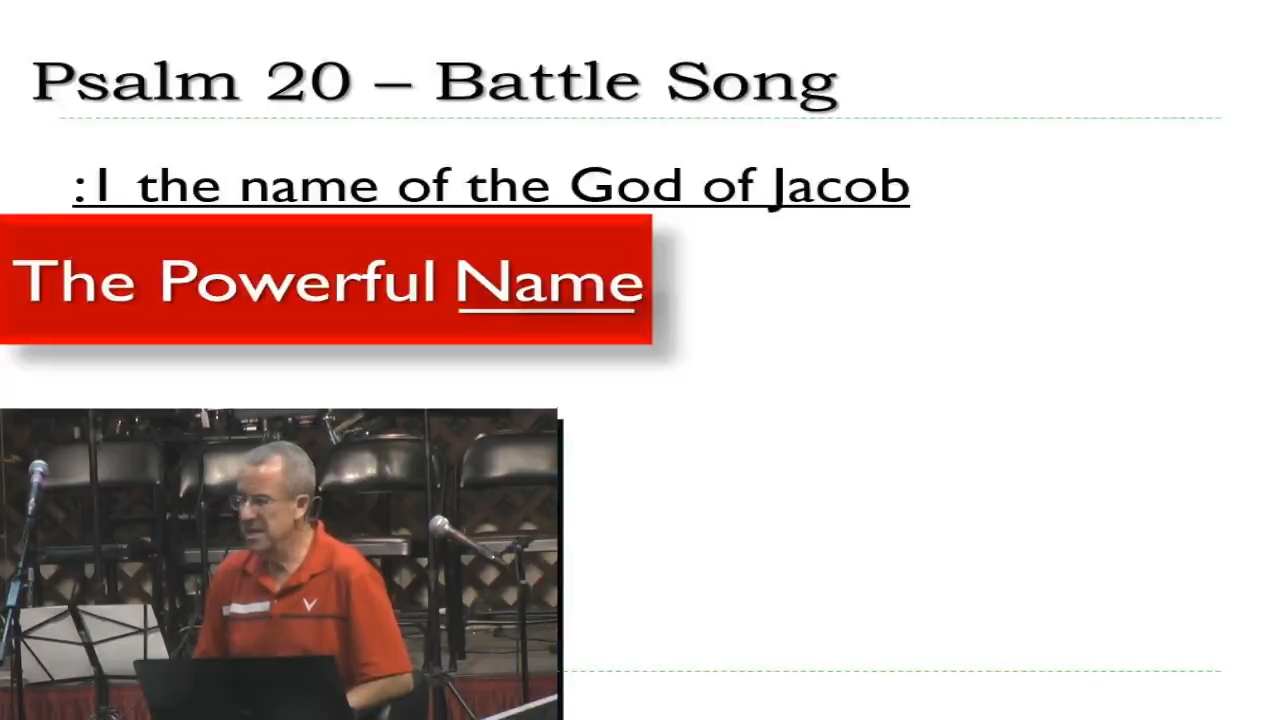 Psalm 20 – Battle Song
:1 the name of the God of Jacob
The Powerful Name